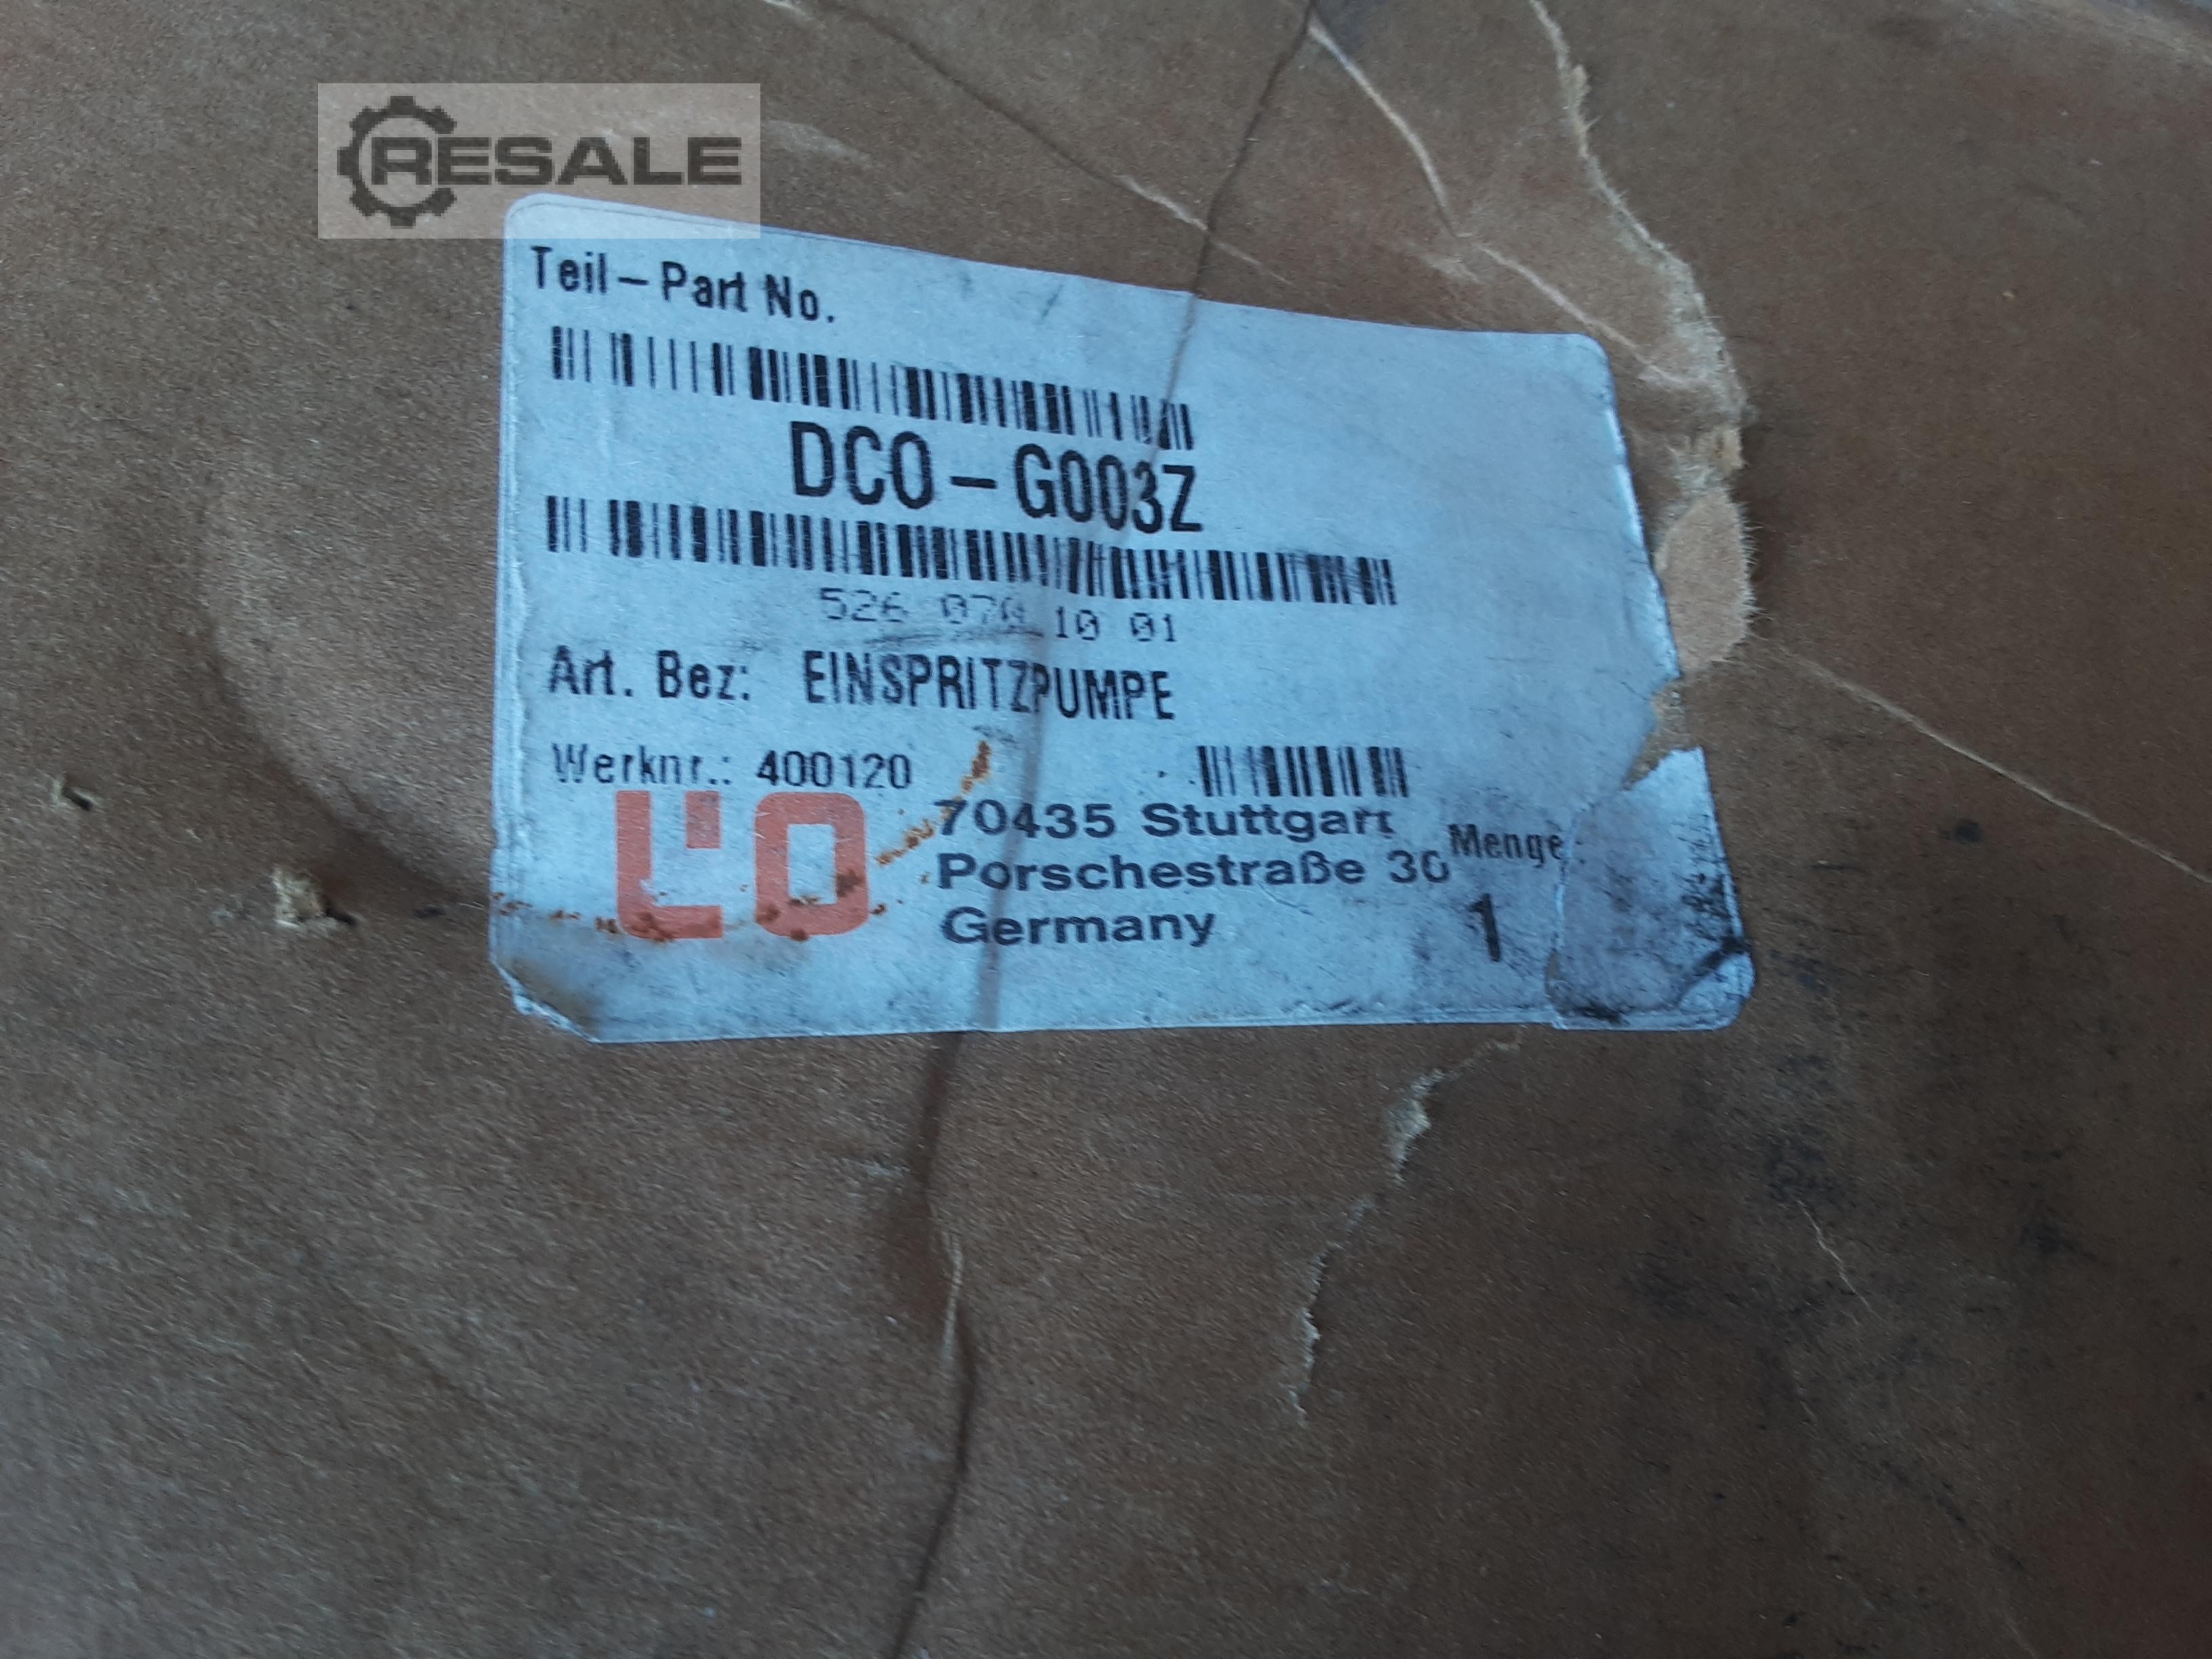 RESALE
Teil-Part No.
DCO-G003Z
526 070 10 01
Art. Bez: EINSPRITZPUMPE
Werknr.: 400120
L'O
70435 Stuttgart
Porschestraße 30
Germany
Menge:
1